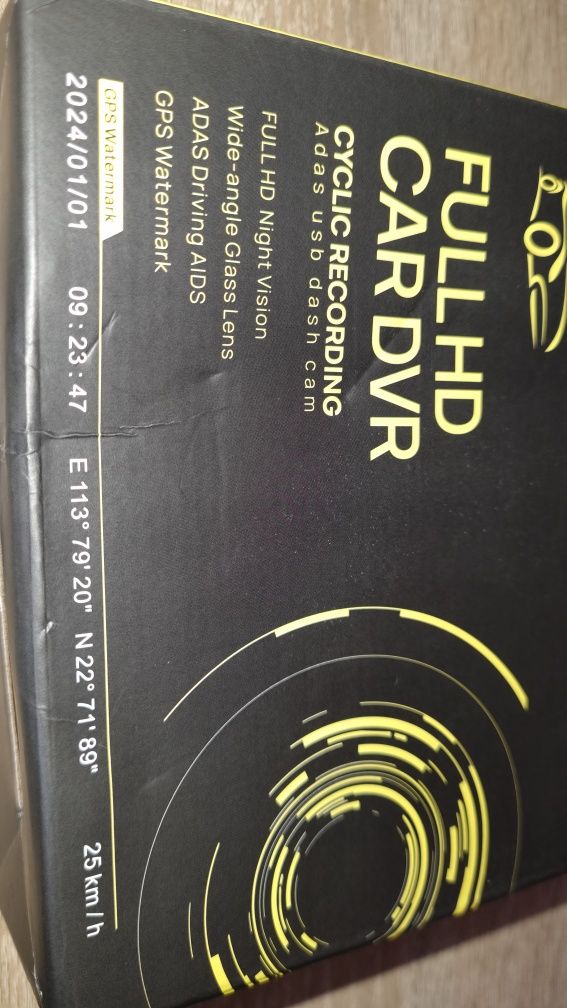 FULL HD
CAR DVR
CYCLIC RECORDING
Adas usb dash cam
FULL HD Night Vision
Wide-angle Glass Lens
ADAS Driving AIDS
GPS Watermark
GPS Watermark
2024/01/01 09:23:47 E 113° 79' 20" N 22° 71' 89" 25 km/h